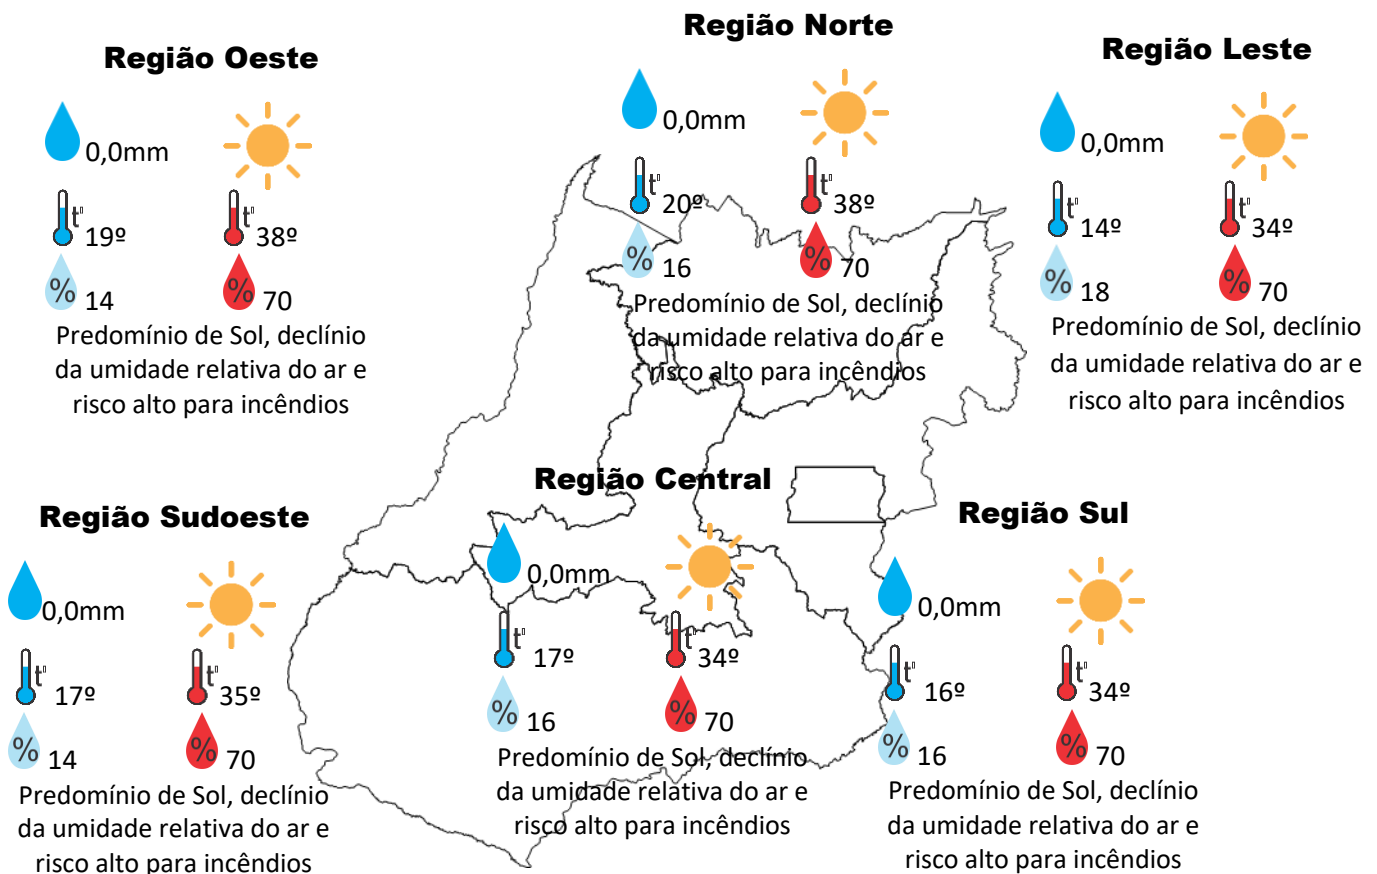 Região Oeste
0,0mm
t°
19º
t°
38º
%
14
%
70
Predomínio de Sol, declínio
da umidade relativa do ar e
risco alto para incêndios
Região Norte
0,0mm
t°
20º
t°
38º
%
16
%
70
Predomínio de Sol, declínio
da umidade relativa do ar e
risco alto para incêndios
Região Leste
0,0mm
t°
14º
t°
34º
%
18
%
70
Predomínio de Sol, declínio
da umidade relativa do ar e
risco alto para incêndios
Região Sudoeste
0,0mm
t°
17º
t°
35º
%
14
%
70
Predomínio de Sol, declínio
da umidade relativa do ar e
risco alto para incêndios
Região Central
0,0mm
t°
17º
t°
34º
%
16
%
70
Predomínio de Sol, declínio
da umidade relativa do ar e
risco alto para incêndios
Região Sul
0,0mm
t°
16º
t°
34º
%
16
%
70
Predomínio de Sol, declínio
da umidade relativa do ar e
risco alto para incêndios